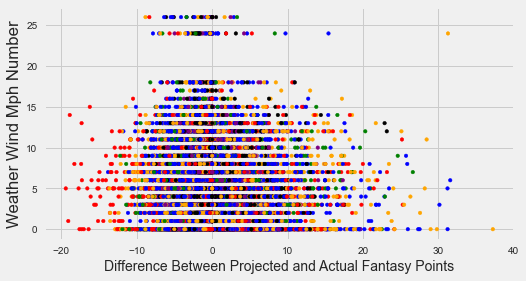 25
20
15
10
5
0
Weather Wind Mph Number
−20 −10 0 10 20 30 40
Difference Between Projected and Actual Fantasy Points